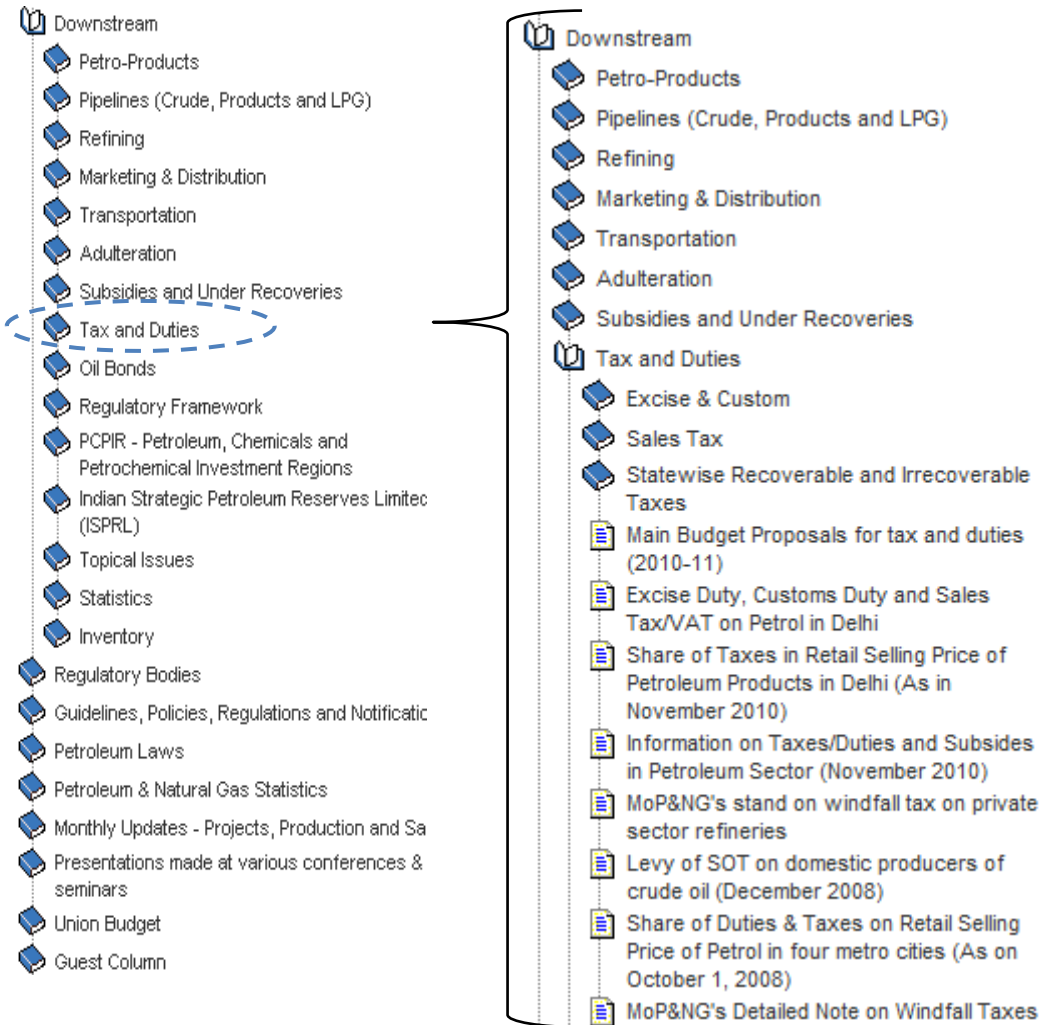 Downstream
Petro-Products
Pipelines (Crude, Products and LPG)
Refining
Marketing & Distribution
Transportation
Adulteration
Subsidies and Under Recoveries
Tax and Duties
Oil Bonds
Regulatory Framework
PCPIR - Petroleum, Chemicals and
Petrochemical Investment Regions
Indian Strategic Petroleum Reserves Limitec
(ISPRL)
Topical Issues
Statistics
Inventory
Regulatory Bodies
Guidelines, Policies, Regulations and Notificatic
Petroleum Laws
Petroleum & Natural Gas Statistics
Monthly Updates - Projects, Production and Sa
Presentations made at various conferences &
seminars
Union Budget
Guest Column
Downstream
Petro-Products
Pipelines (Crude, Products and LPG)
Refining
Marketing & Distribution
Transportation
Adulteration
Subsidies and Under Recoveries
Tax and Duties
Excise & Custom
Sales Tax
Statewise Recoverable and Irrecoverable
Taxes
Main Budget Proposals for tax and duties
(2010-11)
Excise Duty, Customs Duty and Sales
Tax/VAT on Petrol in Delhi
Share of Taxes in Retail Selling Price of
Petroleum Products in Delhi (As in
November 2010)
Information on Taxes/Duties and Subsides
in Petroleum Sector (November 2010)
MoP&NG's stand on windfall tax on private
sector refineries
Levy of SOT on domestic producers of
crude oil (December 2008)
Share of Duties & Taxes on Retail Selling
Price of Petrol in four metro cities (As on
October 1, 2008)
MoP&NG's Detailed Note on Windfall Taxes